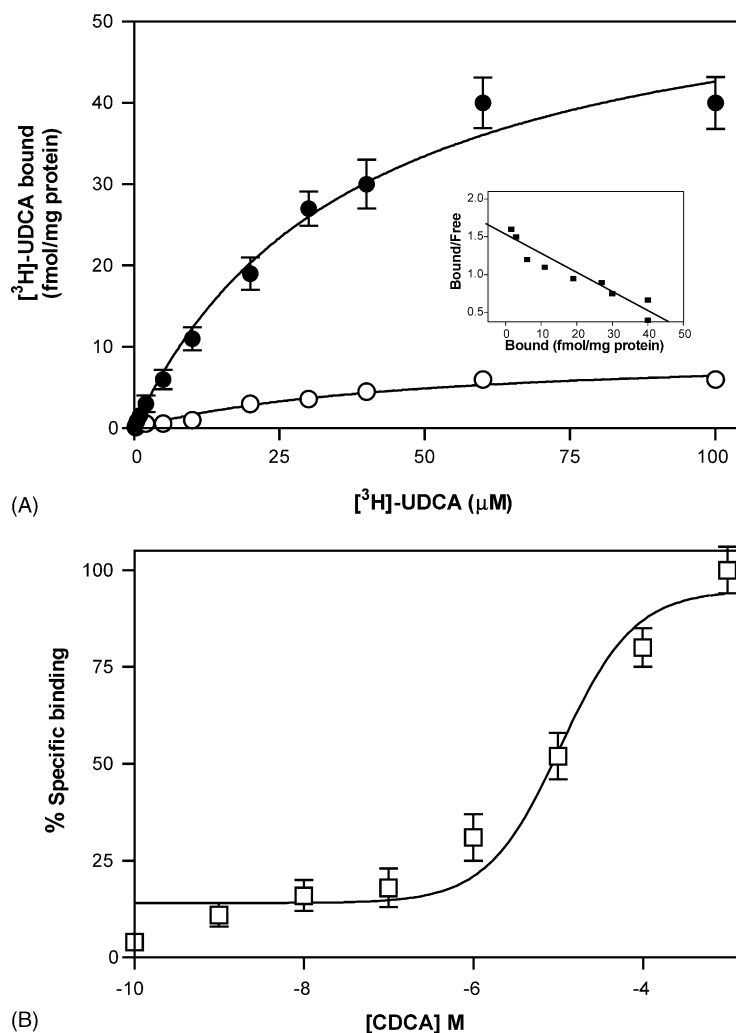 50
40
30
20
10
0
[³H]-UDCA bound
(fmol/mg protein)
2.0
1.5
1.0
0.5
Bound/Free
0 10 20 30 40 50
Bound (fmol/mg protein)
0 25 50 75 100
[³H]-UDCA (μM)
(A)
100
75
50
25
0
% Specific binding
-10 -8 -6 -4
[CDCA] M
(B)